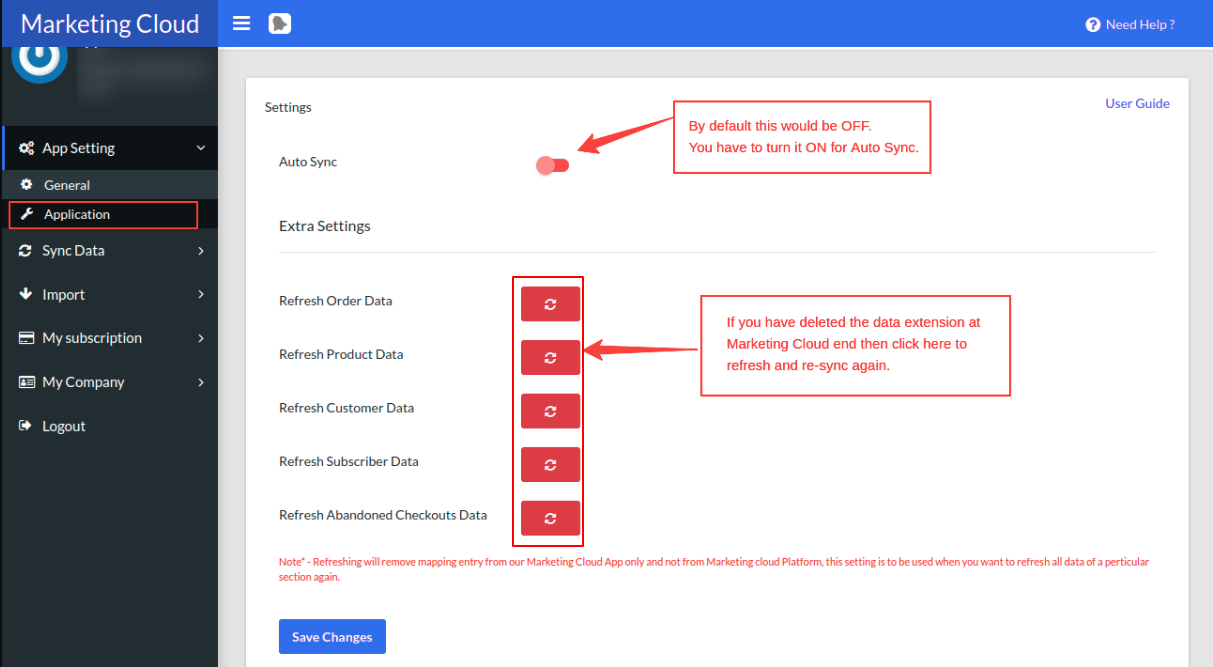 Marketing Cloud
Need Help ?
App Setting
General
Application
Sync Data
Import
My subscription
My Company
Logout
Settings
User Guide
Auto Sync
By default this would be OFF.
You have to turn it ON for Auto Sync.
Extra Settings
Refresh Order Data
Refresh Product Data
Refresh Customer Data
Refresh Subscriber Data
Refresh Abandoned Checkouts Data
If you have deleted the data extension at
Marketing Cloud end then click here to
refresh and re-sync again.
Note* - Refreshing will remove mapping entry from our Marketing Cloud App only and not from Marketing cloud Platform, this setting is to be used when you want to refresh all data of a perticular
section again.
Save Changes